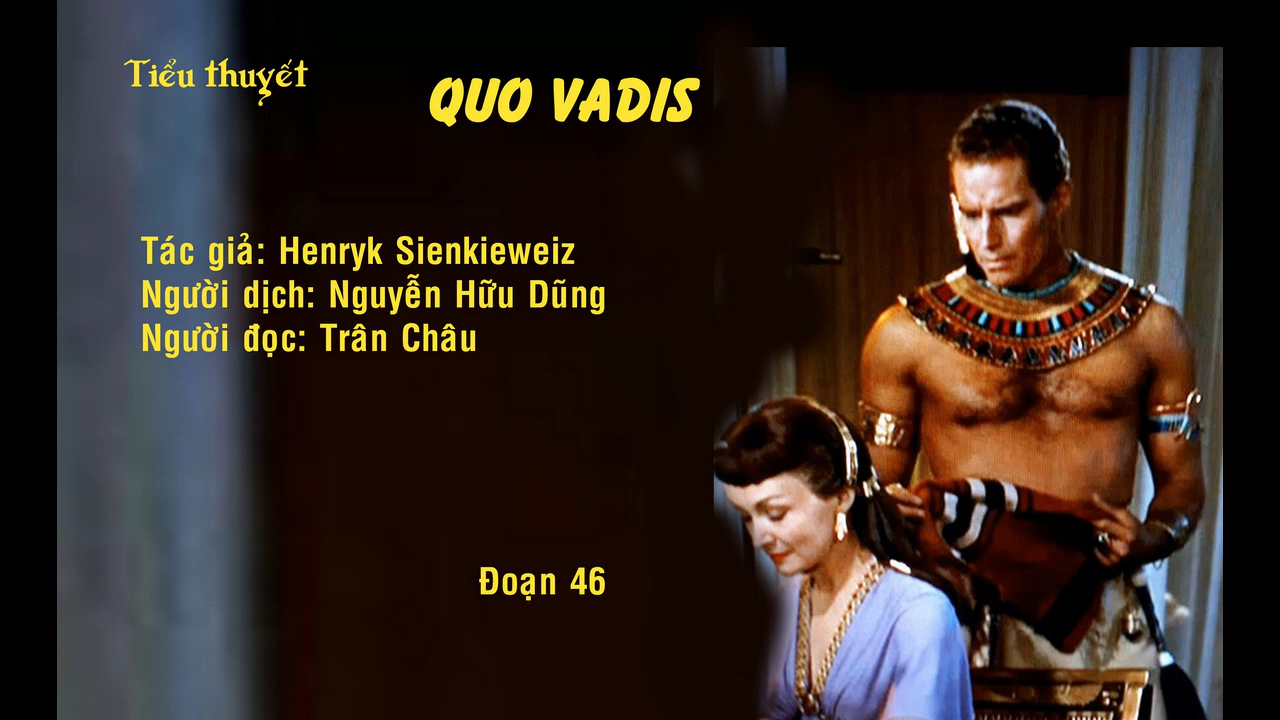 Tiểu thuyết
QUO VADIS
Tác giả: Henryk Sienkieweiz
Người dịch: Nguyễn Hữu Dũng
Người đọc: Trân Châu
Đoạn 46